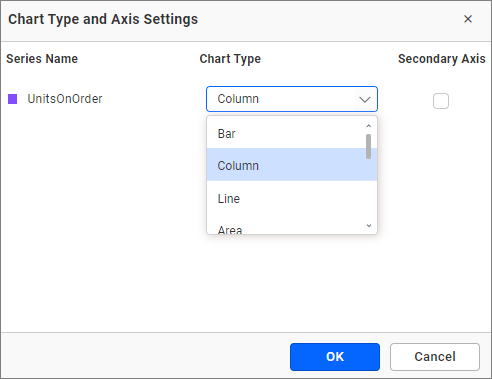 Chart Type and Axis Settings
Series Name Chart Type Secondary Axis
UnitsOnOrder Column
Bar
Column
Line
Area
OK Cancel